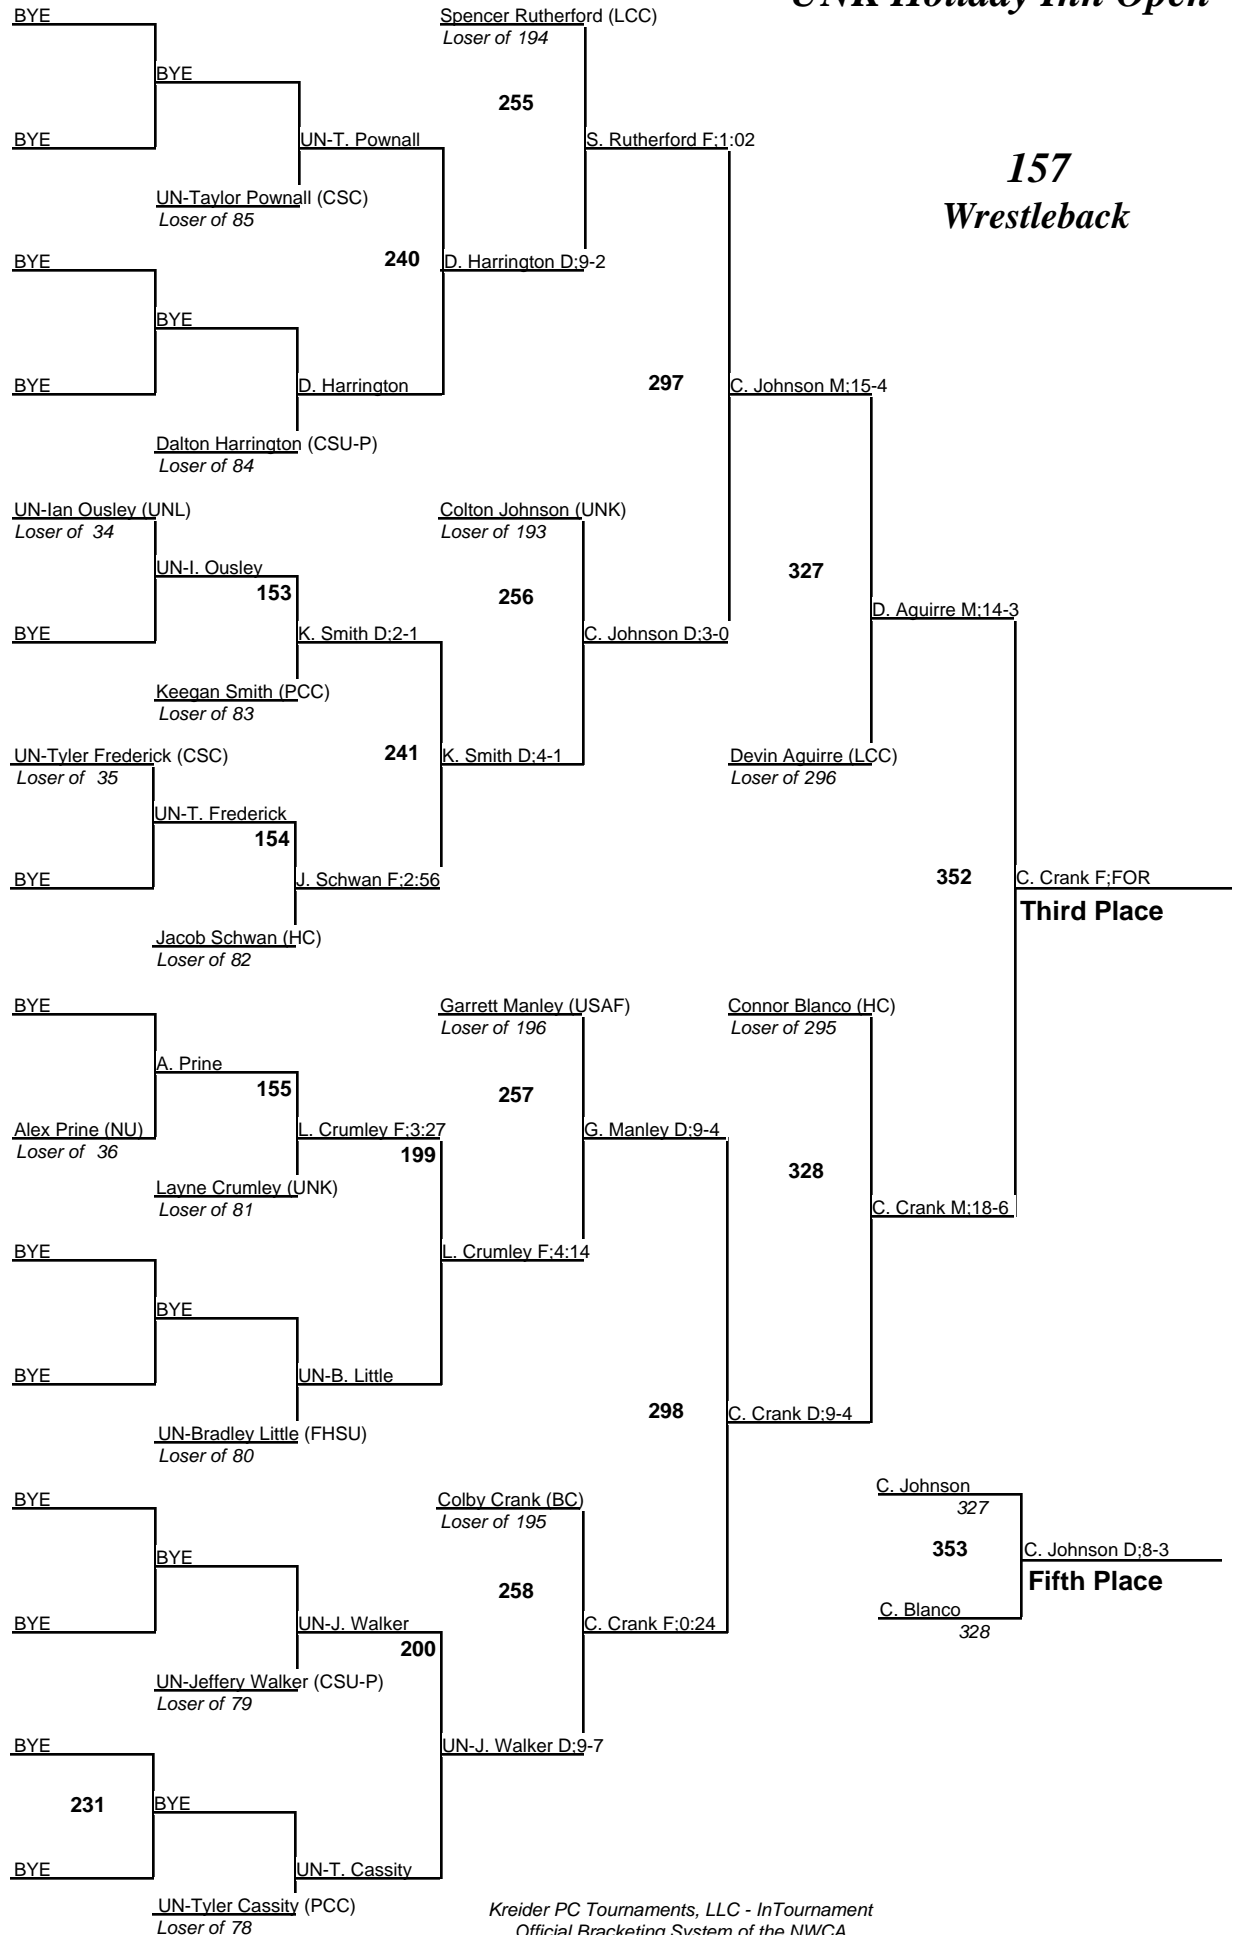 UNK Holiday Inn Open
BYE
Spencer Rutherford (LCC)
Loser of 194
BYE
255
BYE
UN-T. Pownall
S. Rutherford F;1:02
157
Wrestleback
UN-Taylor Pownall (CSC)
Loser of 85
BYE
240
D. Harrington D;9-2
BYE
BYE
D. Harrington
297
C. Johnson M;15-4
Dalton Harrington (CSU-P)
Loser of 84
UN-Ian Ousley (UNL)
Loser of 34
Colton Johnson (UNK)
Loser of 193
UN-I. Ousley
153
256
327
BYE
K. Smith D;2-1
C. Johnson D;3-0
D. Aguirre M;14-3
Keegan Smith (PCC)
Loser of 83
UN-Tyler Frederick (CSC)
Loser of 35
241
K. Smith D;4-1
Devin Aguirre (LCC)
Loser of 296
UN-T. Frederick
154
BYE
J. Schwan F;2:56
352
C. Crank F;FOR
Third Place
Jacob Schwan (HC)
Loser of 82
BYE
Garrett Manley (USAF)
Loser of 196
Connor Blanco (HC)
Loser of 295
A. Prine
155
257
Alex Prine (NU)
Loser of 36
L. Crumley F;3:27
199
G. Manley D;9-4
328
Layne Crumley (UNK)
Loser of 81
C. Crank M;18-6
BYE
L. Crumley F;4:14
BYE
BYE
UN-B. Little
298
C. Crank D;9-4
UN-Bradley Little (FHSU)
Loser of 80
BYE
Colby Crank (BC)
Loser of 195
C. Johnson
327
BYE
353
C. Johnson D;8-3
Fifth Place
258
BYE
UN-J. Walker
200
C. Crank F;0:24
C. Blanco
328
UN-Jeffery Walker (CSU-P)
Loser of 79
BYE
UN-J. Walker D;9-7
231
BYE
BYE
UN-T. Cassity
UN-Tyler Cassity (PCC)
Loser of 78
Kreider PC Tournaments, LLC - InTournament
Official Bracketing System of the NWCA